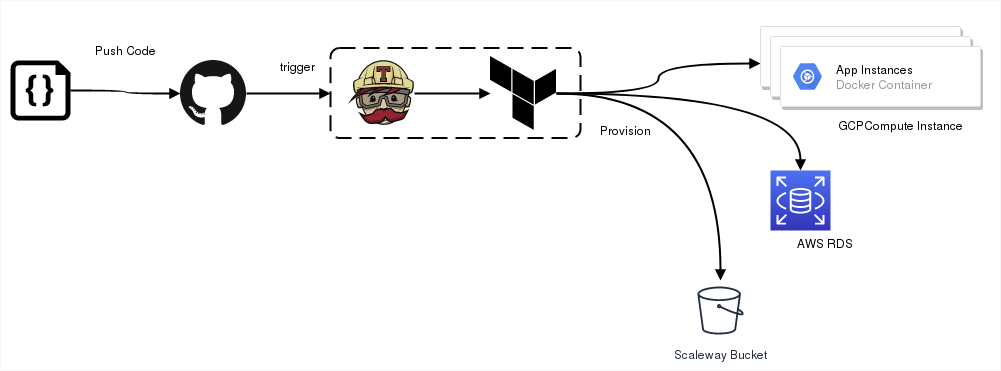 Push Code
trigger
{}
T
App Instances
Docker Container
GCPCompute Instance
Provision
AWS RDS
Scaleway Bucket